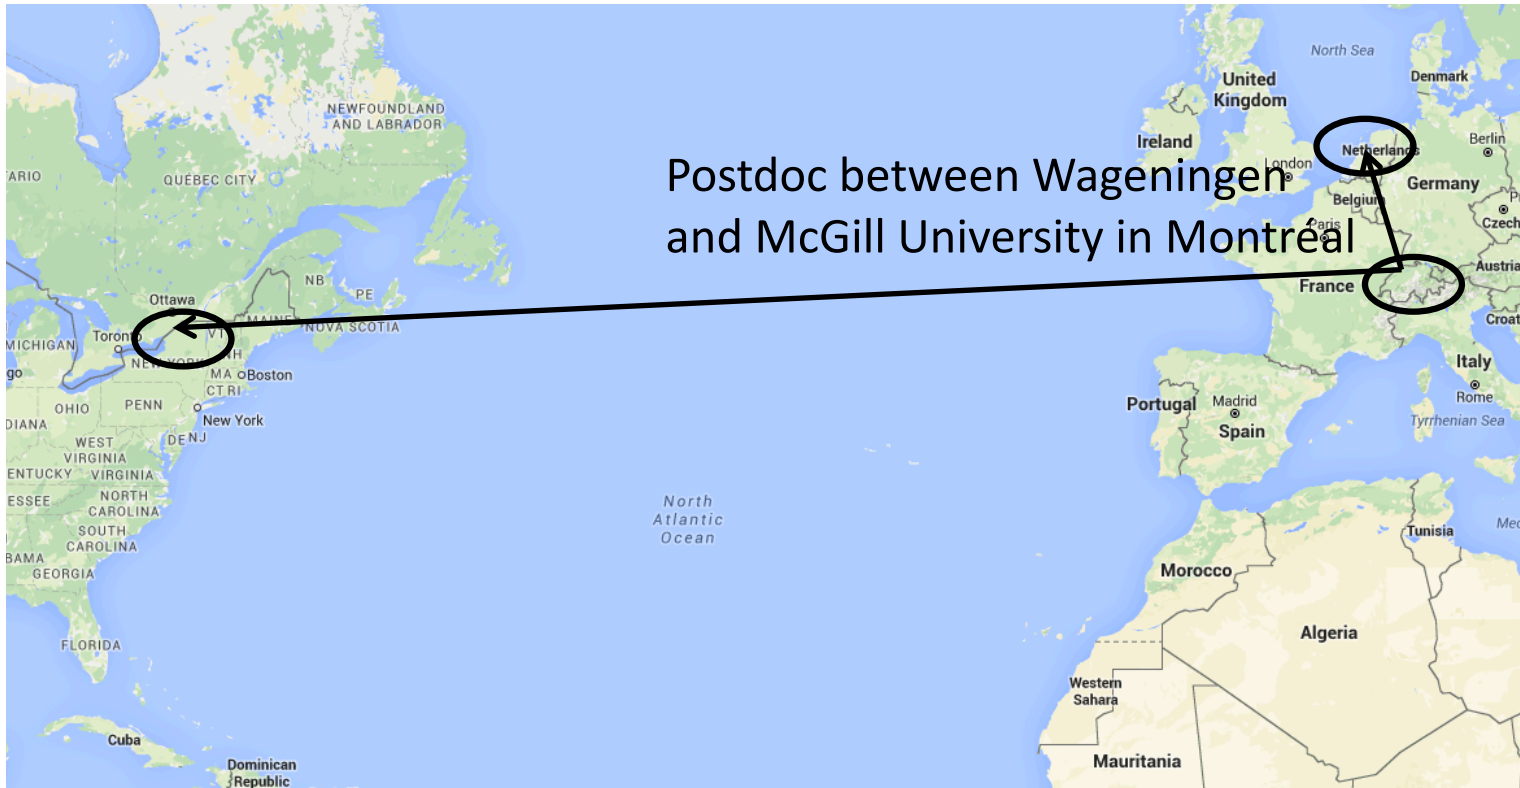 Postdoc between Wageningen
and McGill University in Montréal
North Sea
Denmark
United
Kingdom
Ireland
Netherlands
Berlin
London
Germany
Belgium
Paris
Czech
Austria
France
Croat
Italy
Rome
Tyrrhenian Sea
Portugal
Madrid
Spain
Tunisia
Morocco
Algeria
Western
Sahara
Mauritania
North
Atlantic
Ocean
NEWFOUNDLAND
AND LABRADOR
ARIO
QUÉBEC CITY
NB
PE
Ottawa
MAINE
NOVA SCOTIA
Toronto
VT
MICHIGAN
NEW YORK
NH
go
MA
Boston
CT RI
OHIO
PENN
New York
DIANA
DE NJ
WEST
VIRGINIA
ENTUCKY
VIRGINIA
ESSEE
NORTH
CAROLINA
SOUTH
CAROLINA
BAMA
GEORGIA
FLORIDA
Cuba
Dominican
Republic